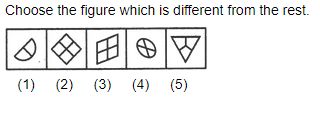 Choose the figure which is different from the rest.
(1) (2) (3) (4) (5)